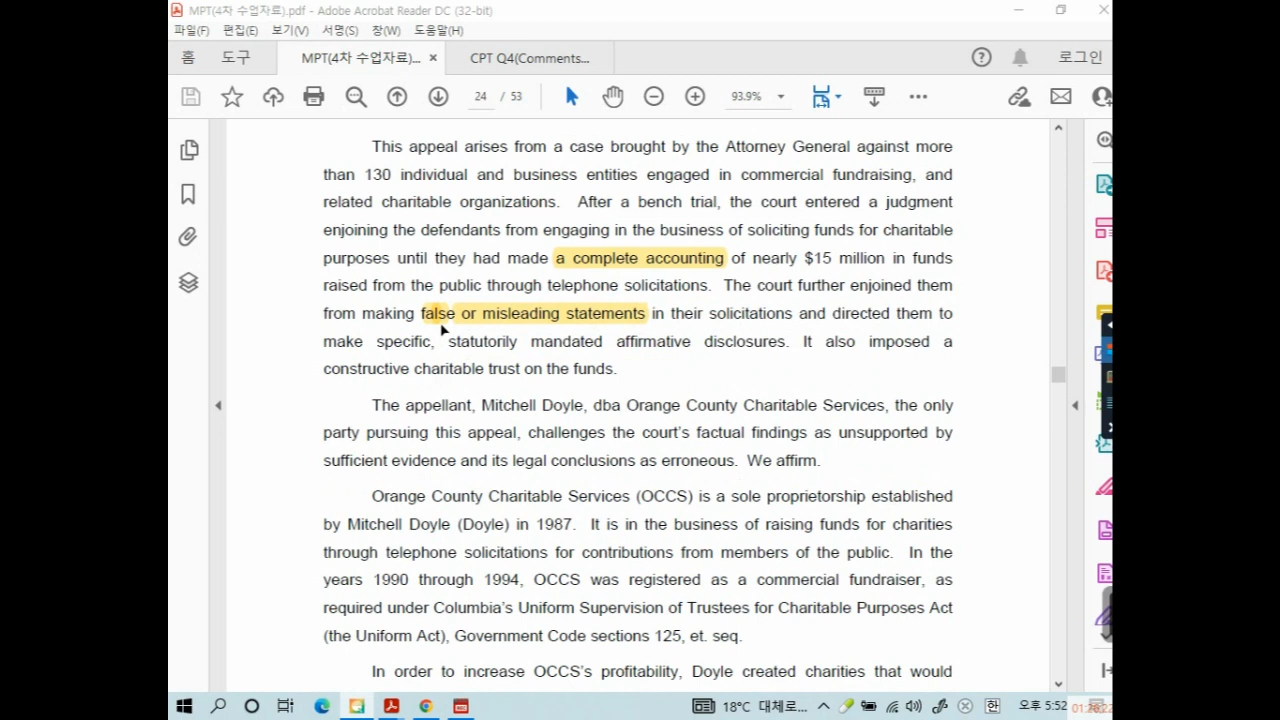 MPT(4차 수업자료).pdf - Adobe Acrobat Reader DC (32-bit)
파일(F) 편집(E) 보기(V) 서명(S) 창(W) 도움말(H)
홈 도구 MPT(4차 수업자료)... × CPT Q4(Comments... 로그인
24 / 53 93.9%
This appeal arises from a case brought by the Attorney General against more
than 130 individual and business entities engaged in commercial fundraising, and
related charitable organizations. After a bench trial, the court entered a judgment
enjoining the defendants from engaging in the business of soliciting funds for charitable
purposes until they had made a complete accounting of nearly $15 million in funds
raised from the public through telephone solicitations. The court further enjoined them
from making false or misleading statements in their solicitations and directed them to
make specific, statutorily mandated affirmative disclosures. It also imposed a
constructive charitable trust on the funds.
The appellant, Mitchell Doyle, dba Orange County Charitable Services, the only
party pursuing this appeal, challenges the court's factual findings as unsupported by
sufficient evidence and its legal conclusions as erroneous. We affirm.
Orange County Charitable Services (OCCS) is a sole proprietorship established
by Mitchell Doyle (Doyle) in 1987. It is in the business of raising funds for charities
through telephone solicitations for contributions from members of the public. In the
years 1990 through 1994, OCCS was registered as a commercial fundraiser, as
required under Columbia's Uniform Supervision of Trustees for Charitable Purposes Act
(the Uniform Act), Government Code sections 125, et. seq.
In order to increase OCCS's profitability, Doyle created charities that would
18°C 대체로... 한 오후 5:52